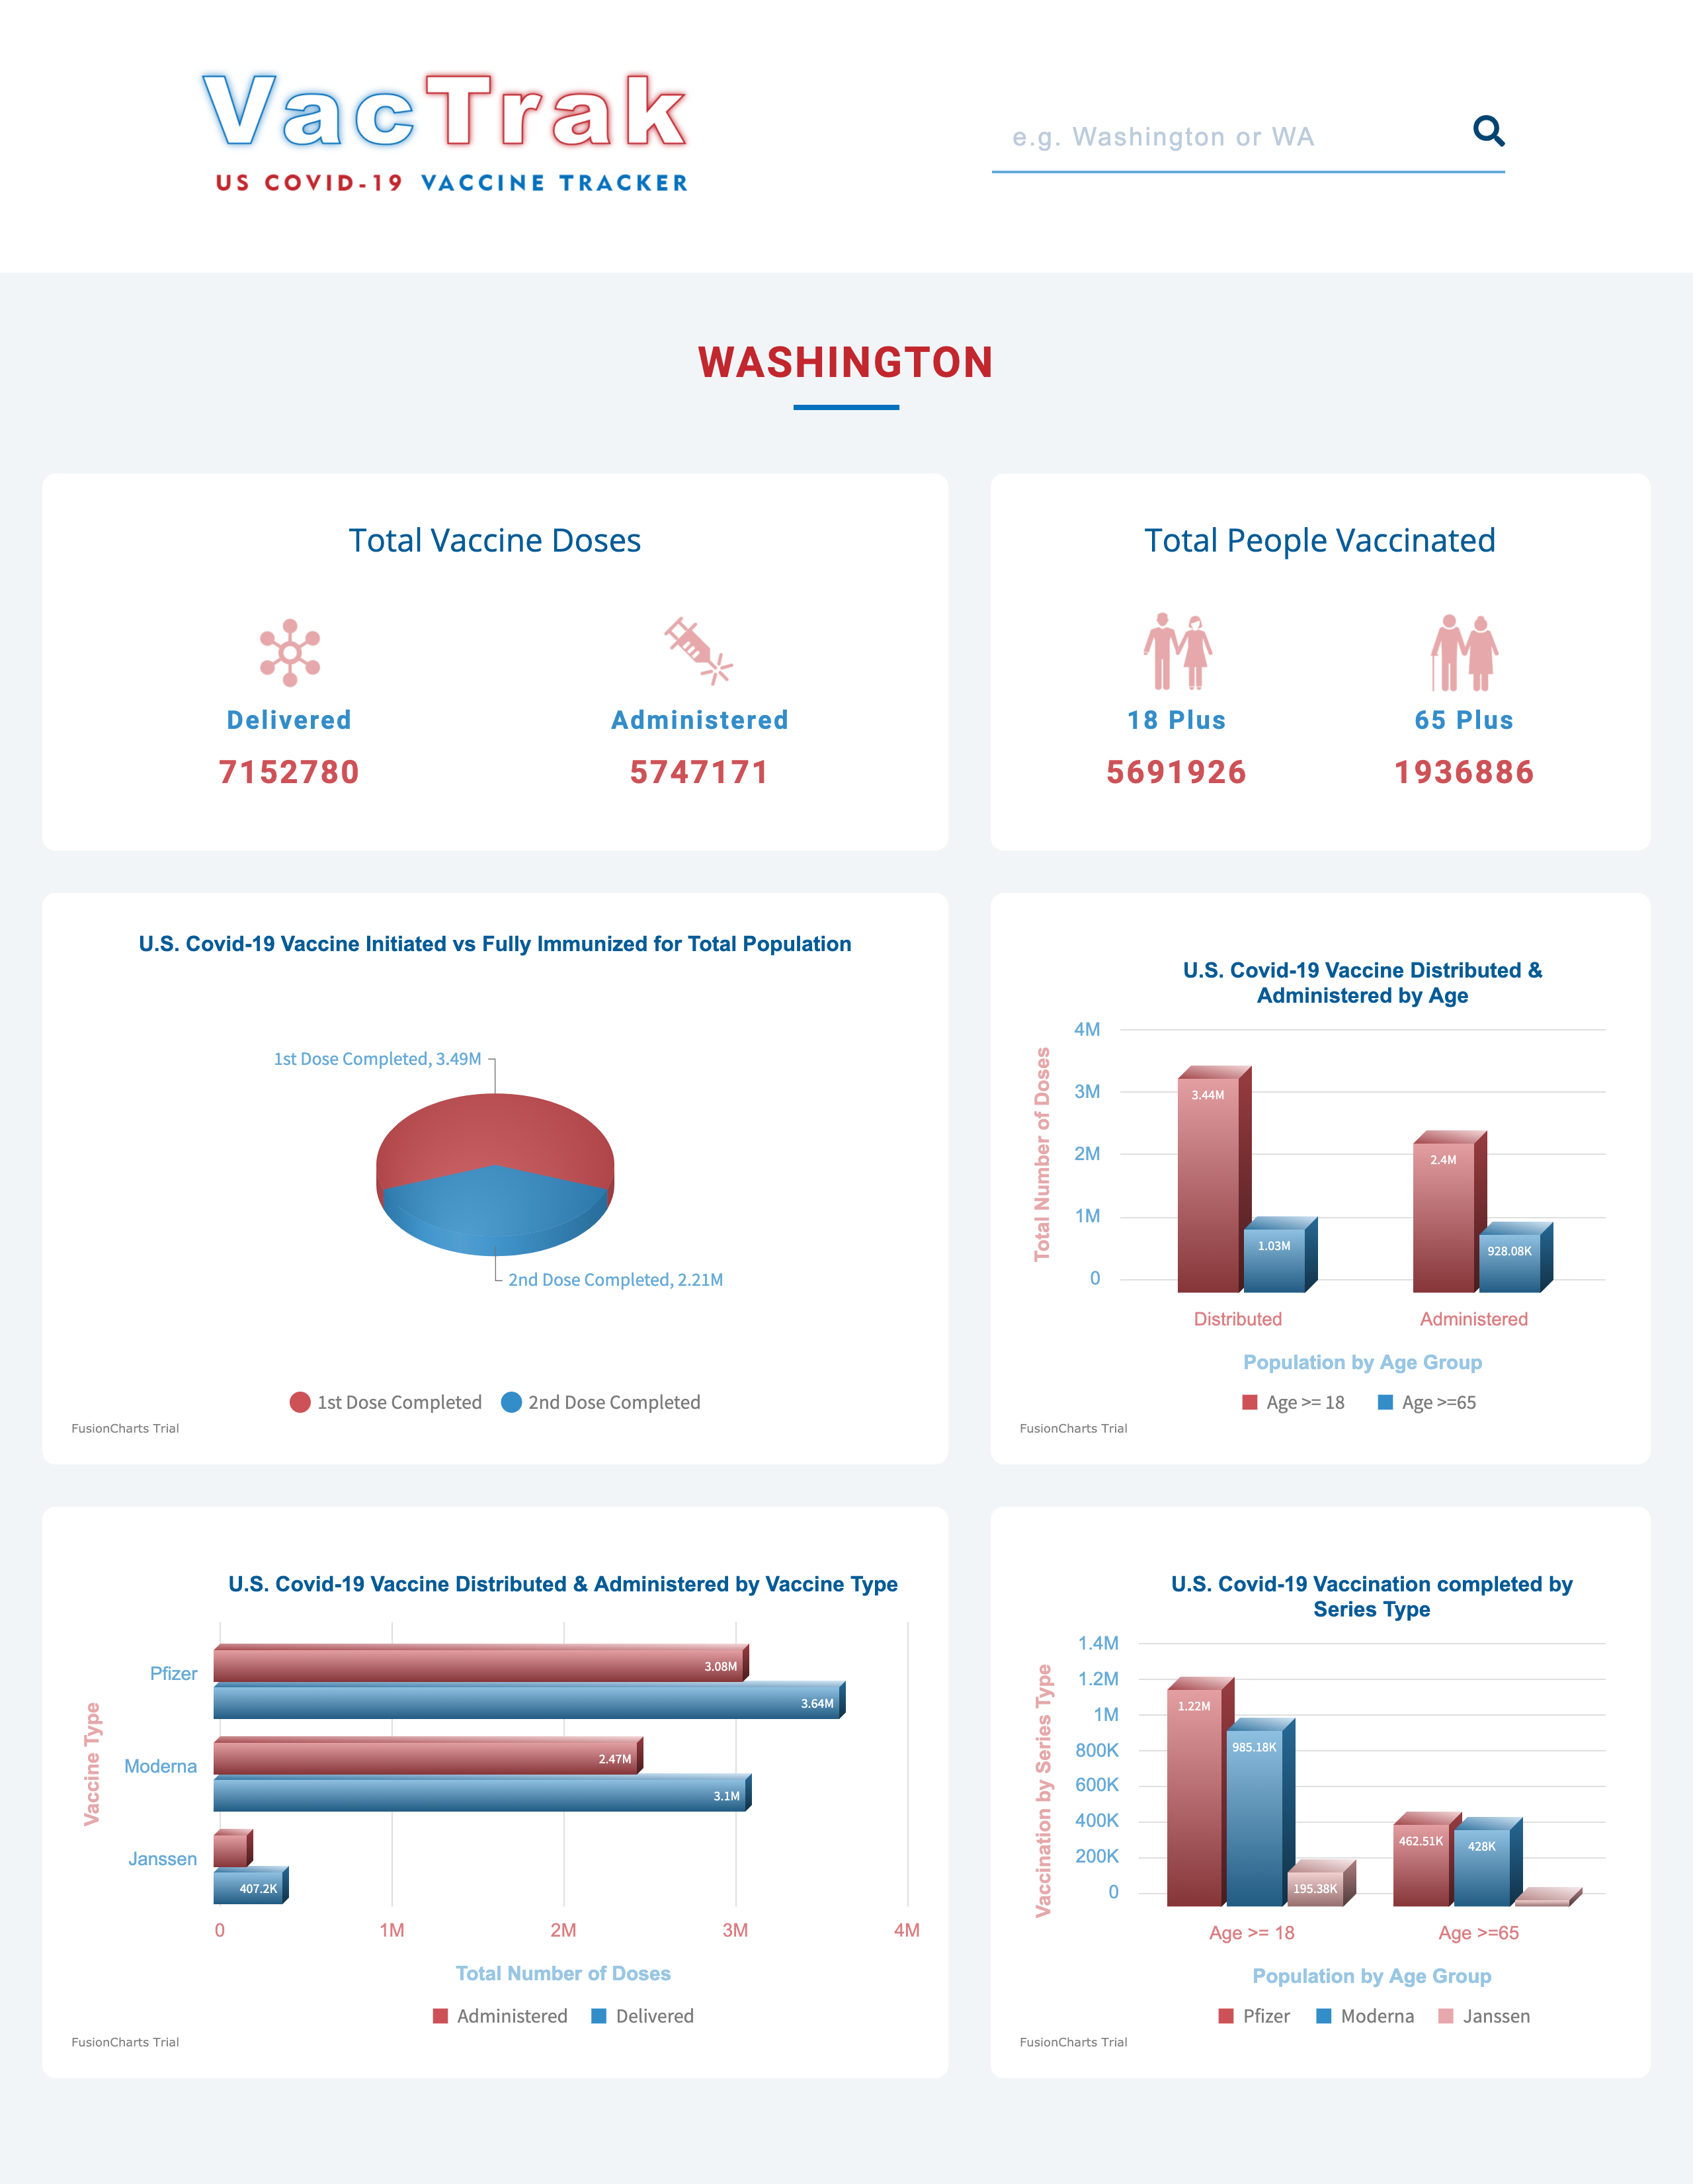 VacTrak
US COVID-19 VACCINE TRACKER
e.g. Washington or WA
WASHINGTON
Total Vaccine Doses
Delivered
7152780
Administered
5747171
Total People Vaccinated
18 Plus
5691926
65 Plus
1936886
U.S. Covid-19 Vaccine Initiated vs Fully Immunized for Total Population
1st Dose Completed, 3.49M
2nd Dose Completed, 2.21M
1st Dose Completed
2nd Dose Completed
FusionCharts Trial
U.S. Covid-19 Vaccine Distributed &
Administered by Age
Total Number of Doses
4M
3M
2M
1M
0
3.44M
1.03M
2.4M
928.08K
Distributed
Administered
Population by Age Group
Age >= 18
Age >=65
FusionCharts Trial
U.S. Covid-19 Vaccine Distributed & Administered by Vaccine Type
Vaccine Type
Pfizer
3.08M
3.64M
Moderna
2.47M
3.1M
Janssen
407.2K
0
1M
2M
3M
4M
Total Number of Doses
Administered
Delivered
FusionCharts Trial
U.S. Covid-19 Vaccination completed by
Series Type
Vaccination by Series Type
1.4M
1.2M
1M
800K
600K
400K
200K
0
1.22M
985.18K
195.38K
462.51K
428K
Age >= 18
Age >=65
Population by Age Group
Pfizer
Moderna
Janssen
FusionCharts Trial